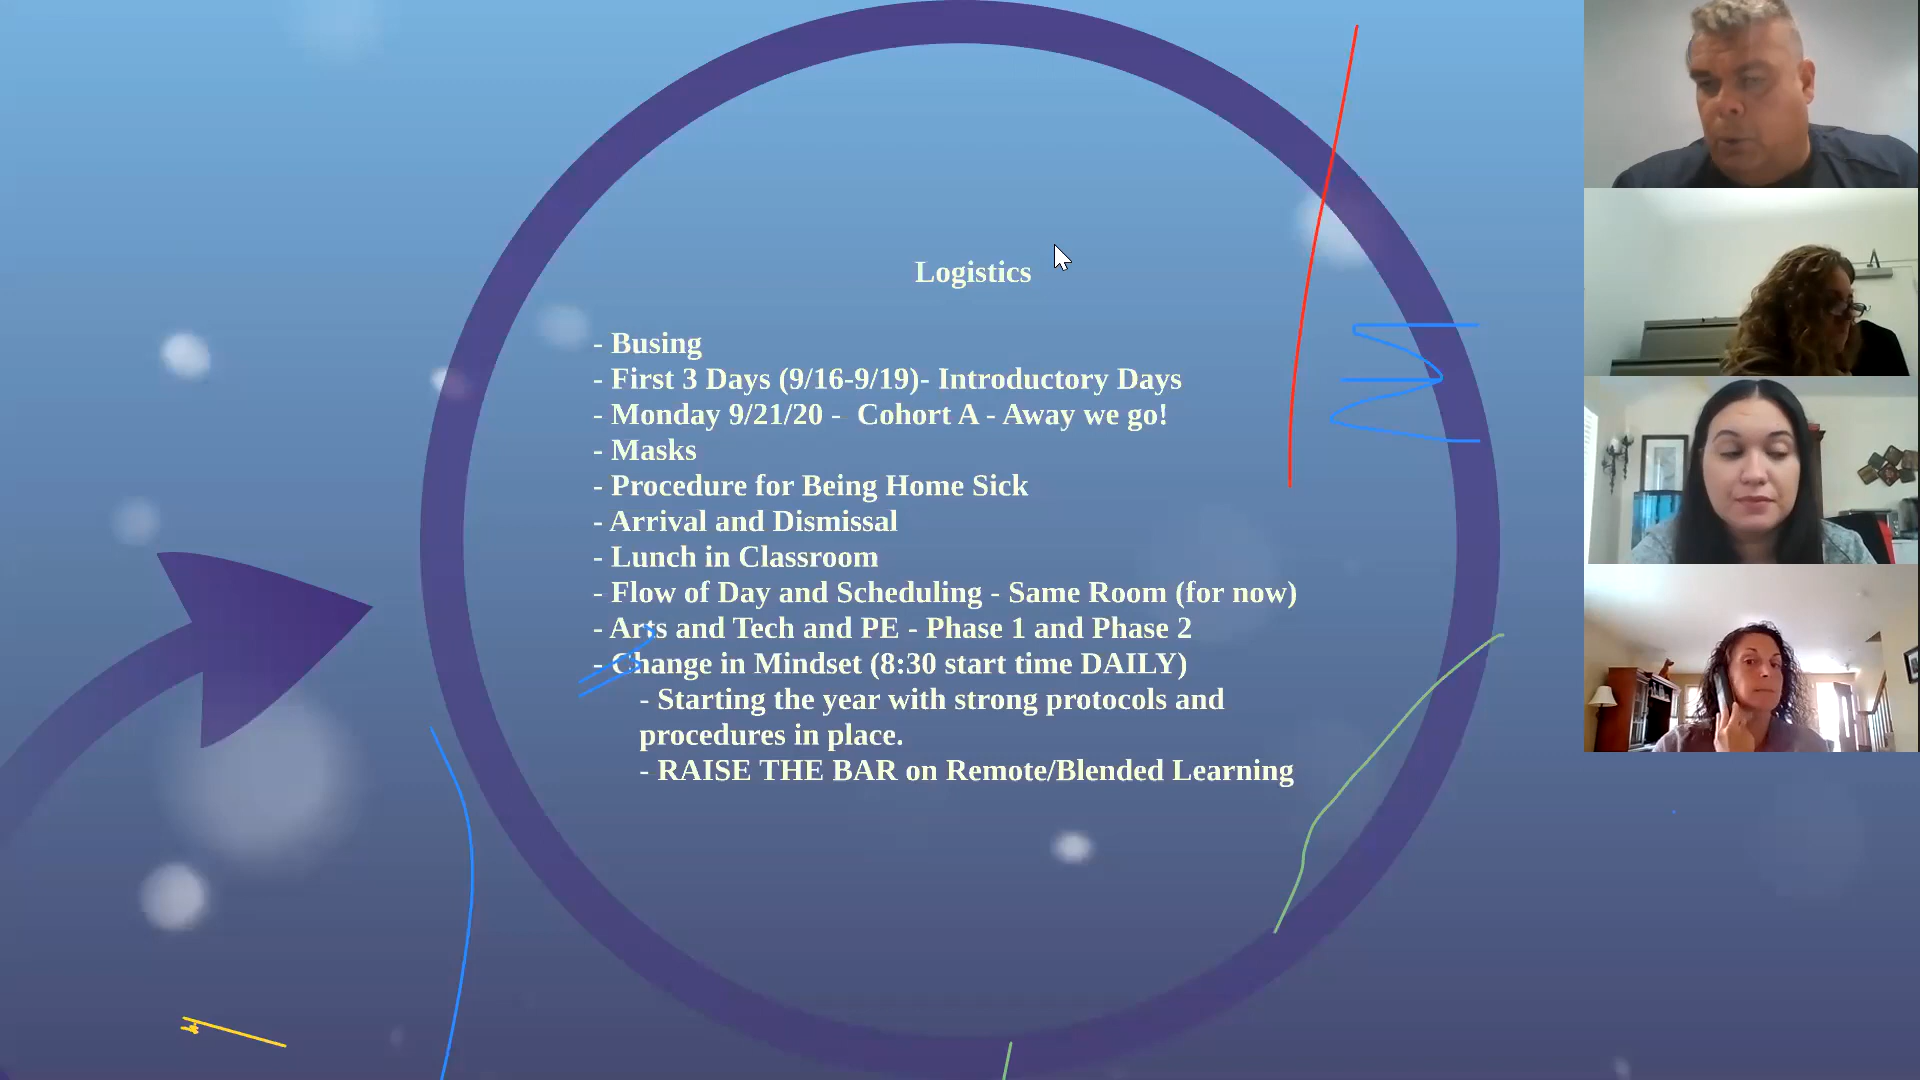 Logistics
- Busing
- First 3 Days (9/16-9/19)- Introductory Days
- Monday 9/21/20 -  Cohort A - Away we go!
- Masks
- Procedure for Being Home Sick
- Arrival and Dismissal
- Lunch in Classroom
- Flow of Day and Scheduling - Same Room (for now)
- Arts and Tech and PE - Phase 1 and Phase 2
- Change in Mindset (8:30 start time DAILY)
- Starting the year with strong protocols and
procedures in place.
- RAISE THE BAR on Remote/Blended Learning